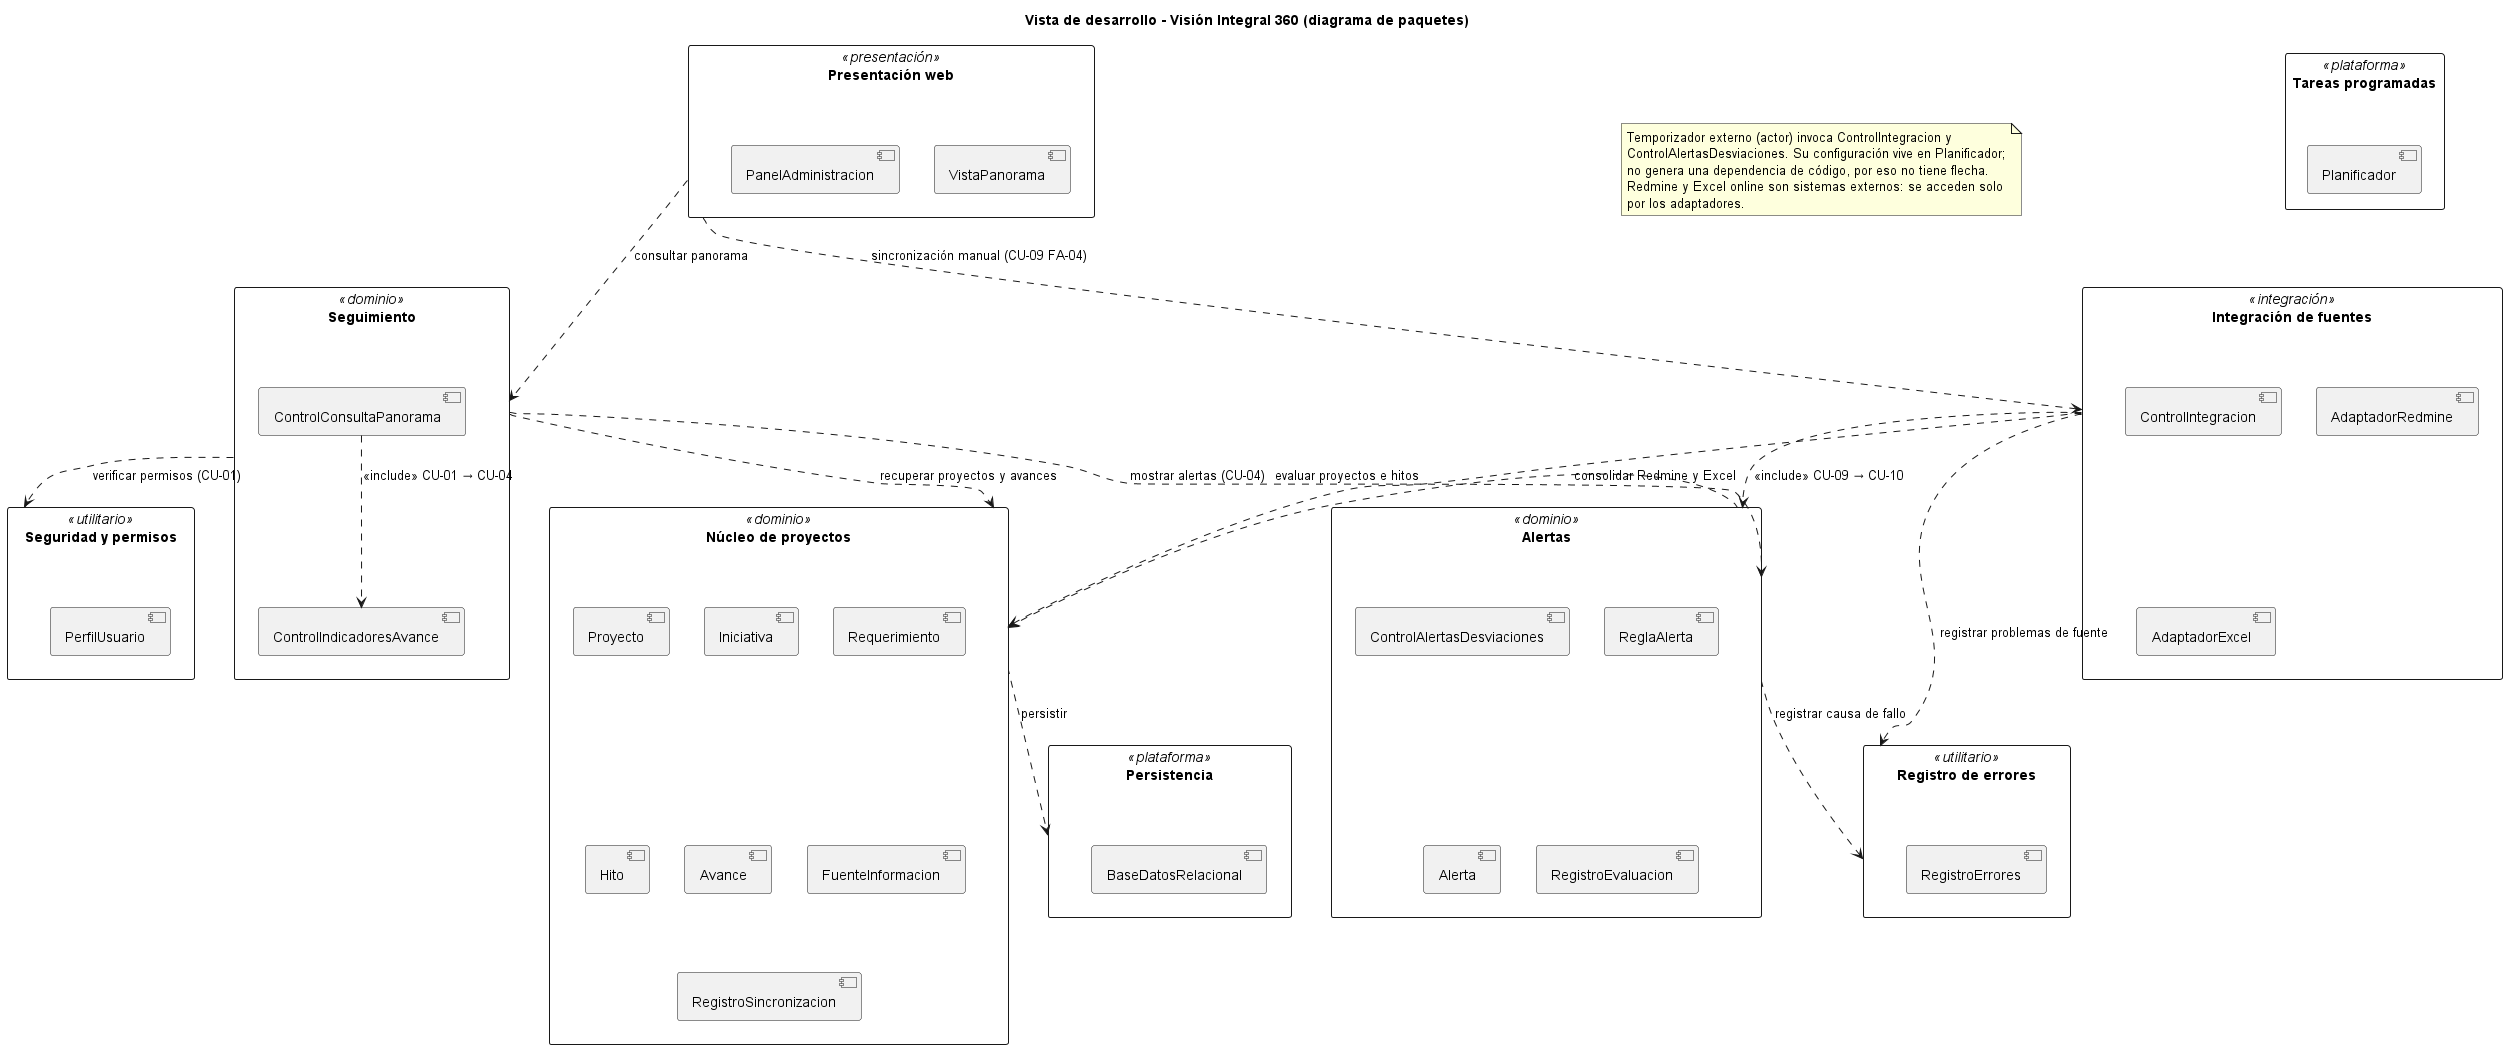 Vista de desarrollo - Visión Integral 360 (diagrama de paquetes)
«presentación»
Presentación web
PanelAdministracion
VistaPanorama
Temporizador externo (actor) invoca ControlIntegracion y
ControlAlertasDesviaciones. Su configuración vive en Planificador;
no genera una dependencia de código, por eso no tiene flecha.
Redmine y Excel online son sistemas externos: se acceden solo
por los adaptadores.
«plataforma»
Tareas programadas
Planificador
consultar panorama
sincronización manual (CU-09 FA-04)
«dominio»
Seguimiento
ControlConsultaPanorama
«include» CU-01 → CU-04
ControlIndicadoresAvance
«integración»
Integración de fuentes
ControlIntegracion
AdaptadorRedmine
AdaptadorExcel
verificar permisos (CU-01)
recuperar proyectos y avances
mostrar alertas (CU-04)
evaluar proyectos e hitos
consolidar Redmine y Excel
«include» CU-09 → CU-10
«utilitario»
Seguridad y permisos
PerfilUsuario
«dominio»
Núcleo de proyectos
Proyecto
Iniciativa
Requerimiento
Hito
Avance
FuenteInformacion
RegistroSincronizacion
«dominio»
Alertas
ControlAlertasDesviaciones
ReglaAlerta
Alerta
RegistroEvaluacion
registrar problemas de fuente
persistir
registrar causa de fallo
«plataforma»
Persistencia
BaseDatosRelacional
«utilitario»
Registro de errores
RegistroErrores